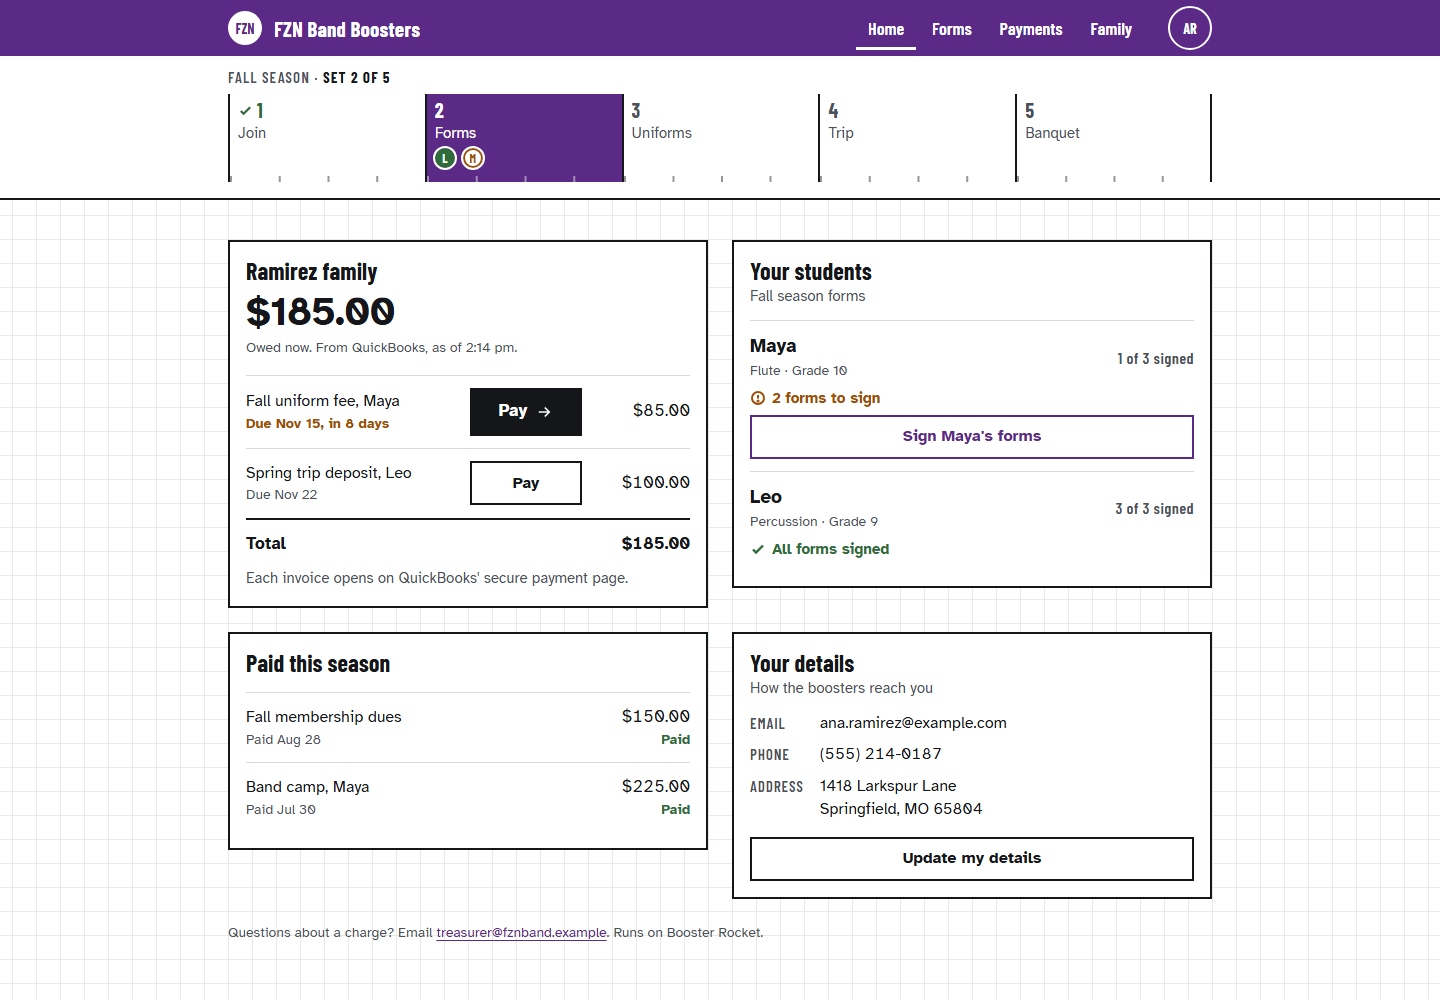 FZN FZN Band Boosters
Home Forms Payments Family AR
FALL SEASON · SET 2 OF 5
1
Join
2
Forms
L M
3
Uniforms
4
Trip
5
Banquet
Ramirez family
$185.00
Owed now. From QuickBooks, as of 2:14 pm.
Fall uniform fee, Maya
Due Nov 15, in 8 days
Pay →
$85.00
Spring trip deposit, Leo
Due Nov 22
Pay
$100.00
Total $185.00
Each invoice opens on QuickBooks' secure payment page.
Your students
Fall season forms
Maya
Flute · Grade 10
1 of 3 signed
2 forms to sign
Sign Maya's forms
Leo
Percussion · Grade 9
3 of 3 signed
All forms signed
Paid this season
Fall membership dues $150.00
Paid Aug 28 Paid
Band camp, Maya $225.00
Paid Jul 30 Paid
Your details
How the boosters reach you
EMAIL ana.ramirez@example.com
PHONE (555) 214-0187
ADDRESS 1418 Larkspur Lane
Springfield, MO 65804
Update my details
Questions about a charge? Email treasurer@fznband.example. Runs on Booster Rocket.